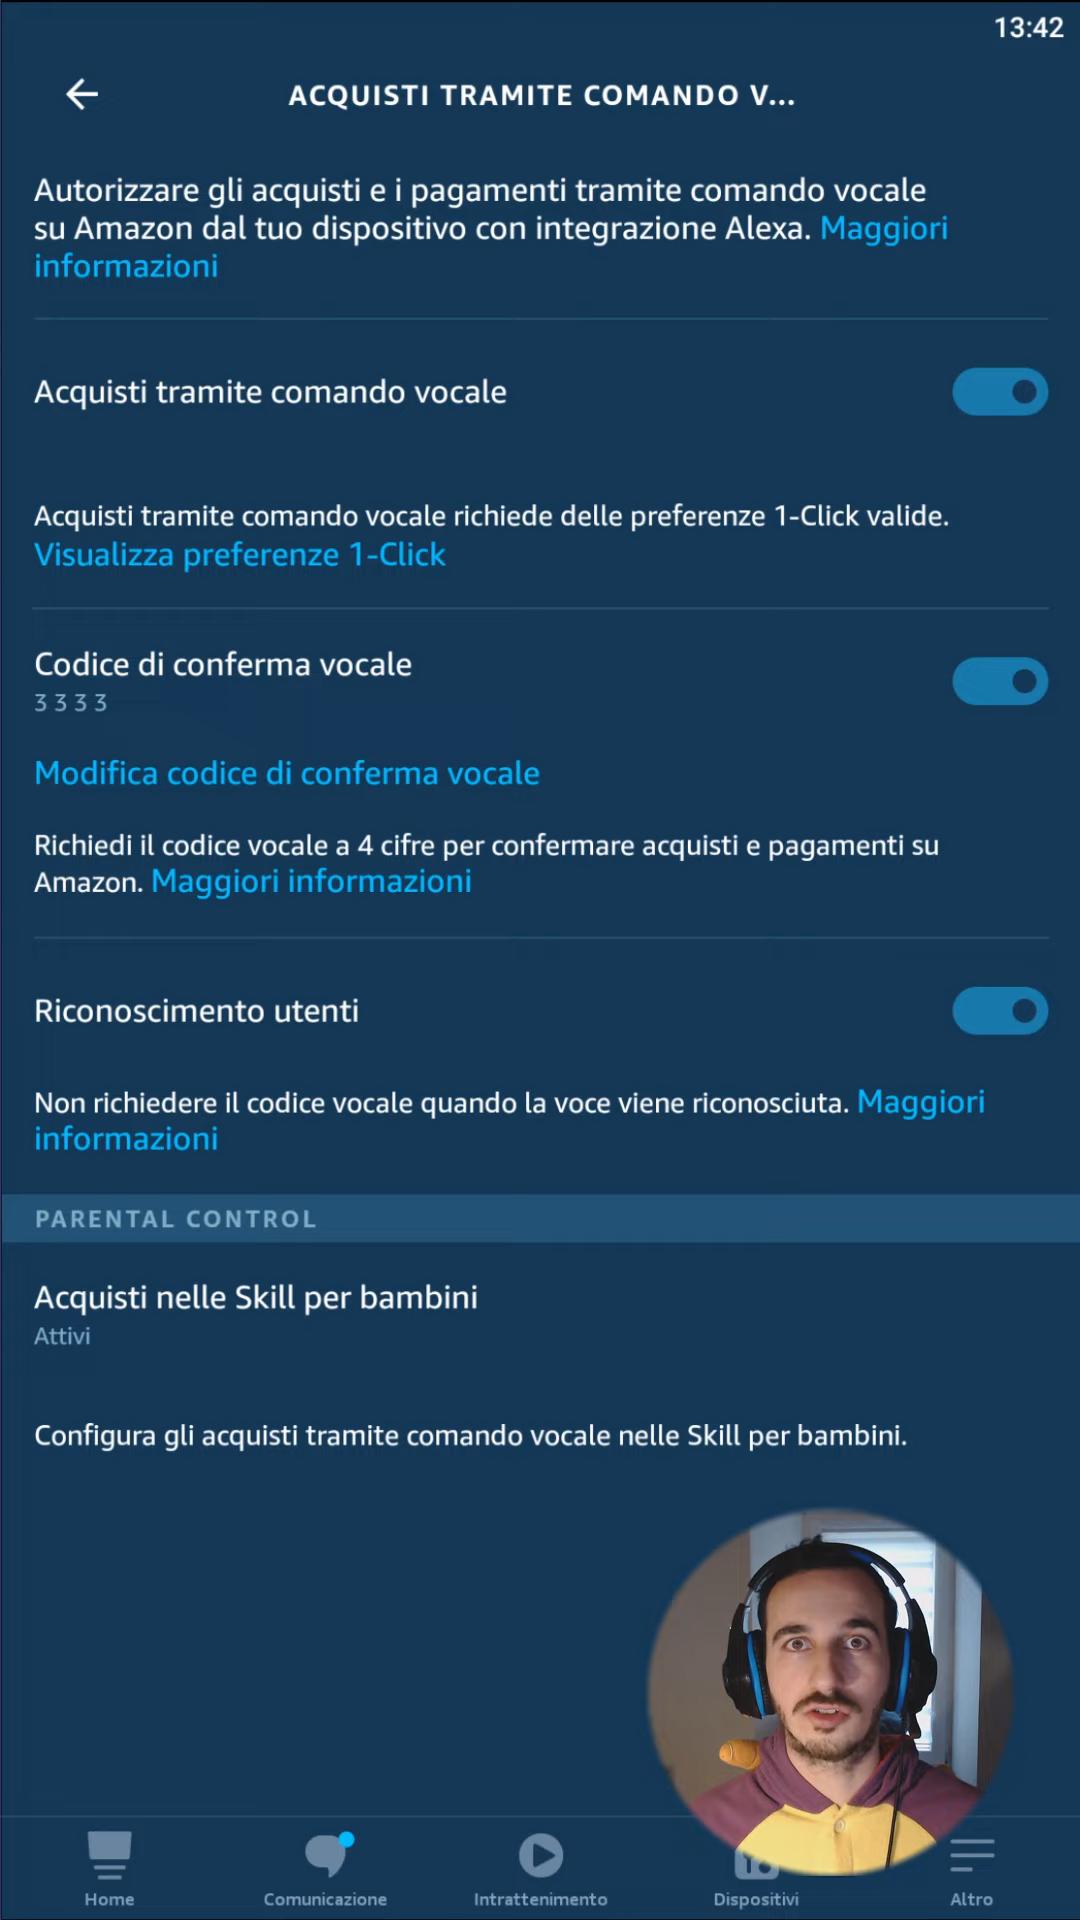 13:42
ACQUISTI TRAMITE COMANDO V...
Autorizzare gli acquisti e i pagamenti tramite comando vocale
su Amazon dal tuo dispositivo con integrazione Alexa. Maggiori
informazioni
Acquisti tramite comando vocale
Acquisti tramite comando vocale richiede delle preferenze 1-Click valide.
Visualizza preferenze 1-Click
Codice di conferma vocale
3 3 3 3
Modifica codice di conferma vocale
Richiedi il codice vocale a 4 cifre per confermare acquisti e pagamenti su
Amazon. Maggiori informazioni
Riconoscimento utenti
Non richiedere il codice vocale quando la voce viene riconosciuta. Maggiori
informazioni
PARENTAL CONTROL
Acquisti nelle Skill per bambini
Attivi
Configura gli acquisti tramite comando vocale nelle Skill per bambini.
Home
Comunicazione
Intrattenimento
Dispositivi
Altro